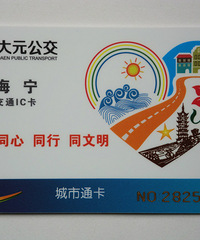 大元公交
DAEN PUBLIC TRANSPORT
海宁
交通IC卡
同心 同行 同文明
城市通卡
NO.2825